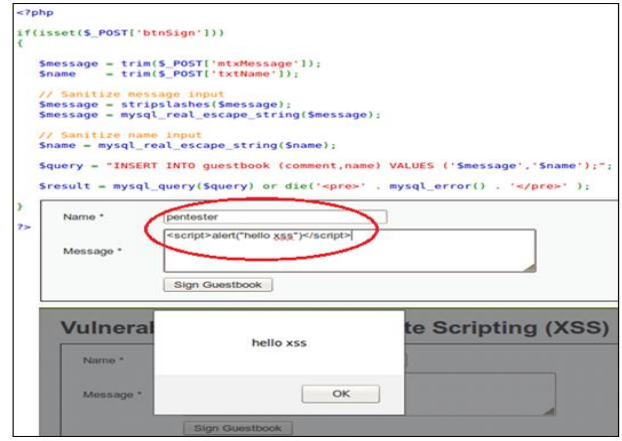 <?php
if(isset($_POST['btnSign']))
{
$message = trim($_POST['mtxMessage']);
$name = trim($_POST['txtName']);
// Sanitize message input
$message = stripslashes($message);
$message = mysql_real_escape_string($message);
// Sanitize name input
$name = mysql_real_escape_string($name);
$query = "INSERT INTO guestbook (comment,name) VALUES ('$message','$name');";
$result = mysql_query($query) or die('<pre>' . mysql_error() . '</pre>' );
}
?>
Name *
pentester
Message *
<script>alert("hello xss")</script>
Sign Guestbook
Vulnera
te Scripting (XSS)
Name *
hello xss
Message *
OK
Sign Guestbook